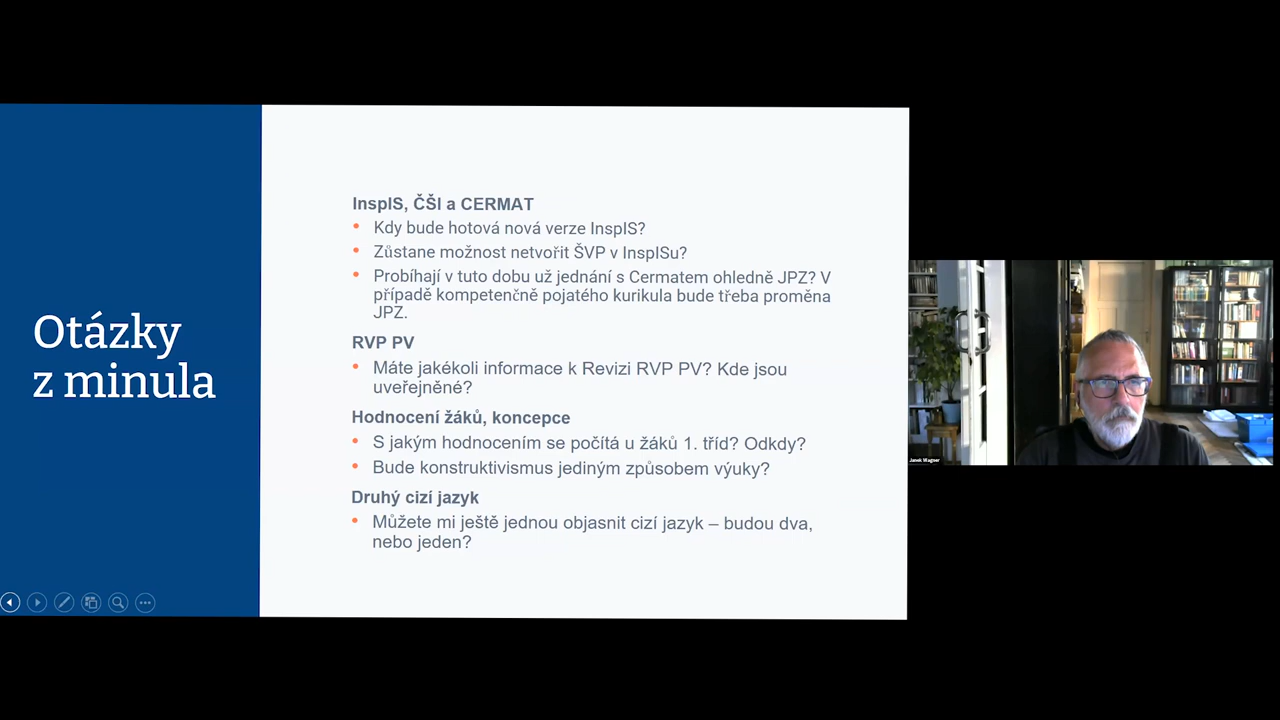 Otázky
z minula
InspIS, ČŠI a CERMAT
• Kdy bude hotová nová verze InspIS?
• Zůstane možnost netvořit ŠVP v InspISu?
• Probíhají v tuto dobu už jednání s Cermatem ohledně JPZ? V
případě kompetenčně pojatého kurikula bude třeba proměna
JPZ.
RVP PV
• Máte jakékoli informace k Revizi RVP PV? Kde jsou
uveřejněné?
Hodnocení žáků, koncepce
• S jakým hodnocením se počítá u žáků 1. tříd? Odkdy?
• Bude konstruktivismus jediným způsobem výuky?
Druhý cizí jazyk
• Můžete mi ještě jednou objasnit cizí jazyk – budou dva,
nebo jeden?
Janek Wagner